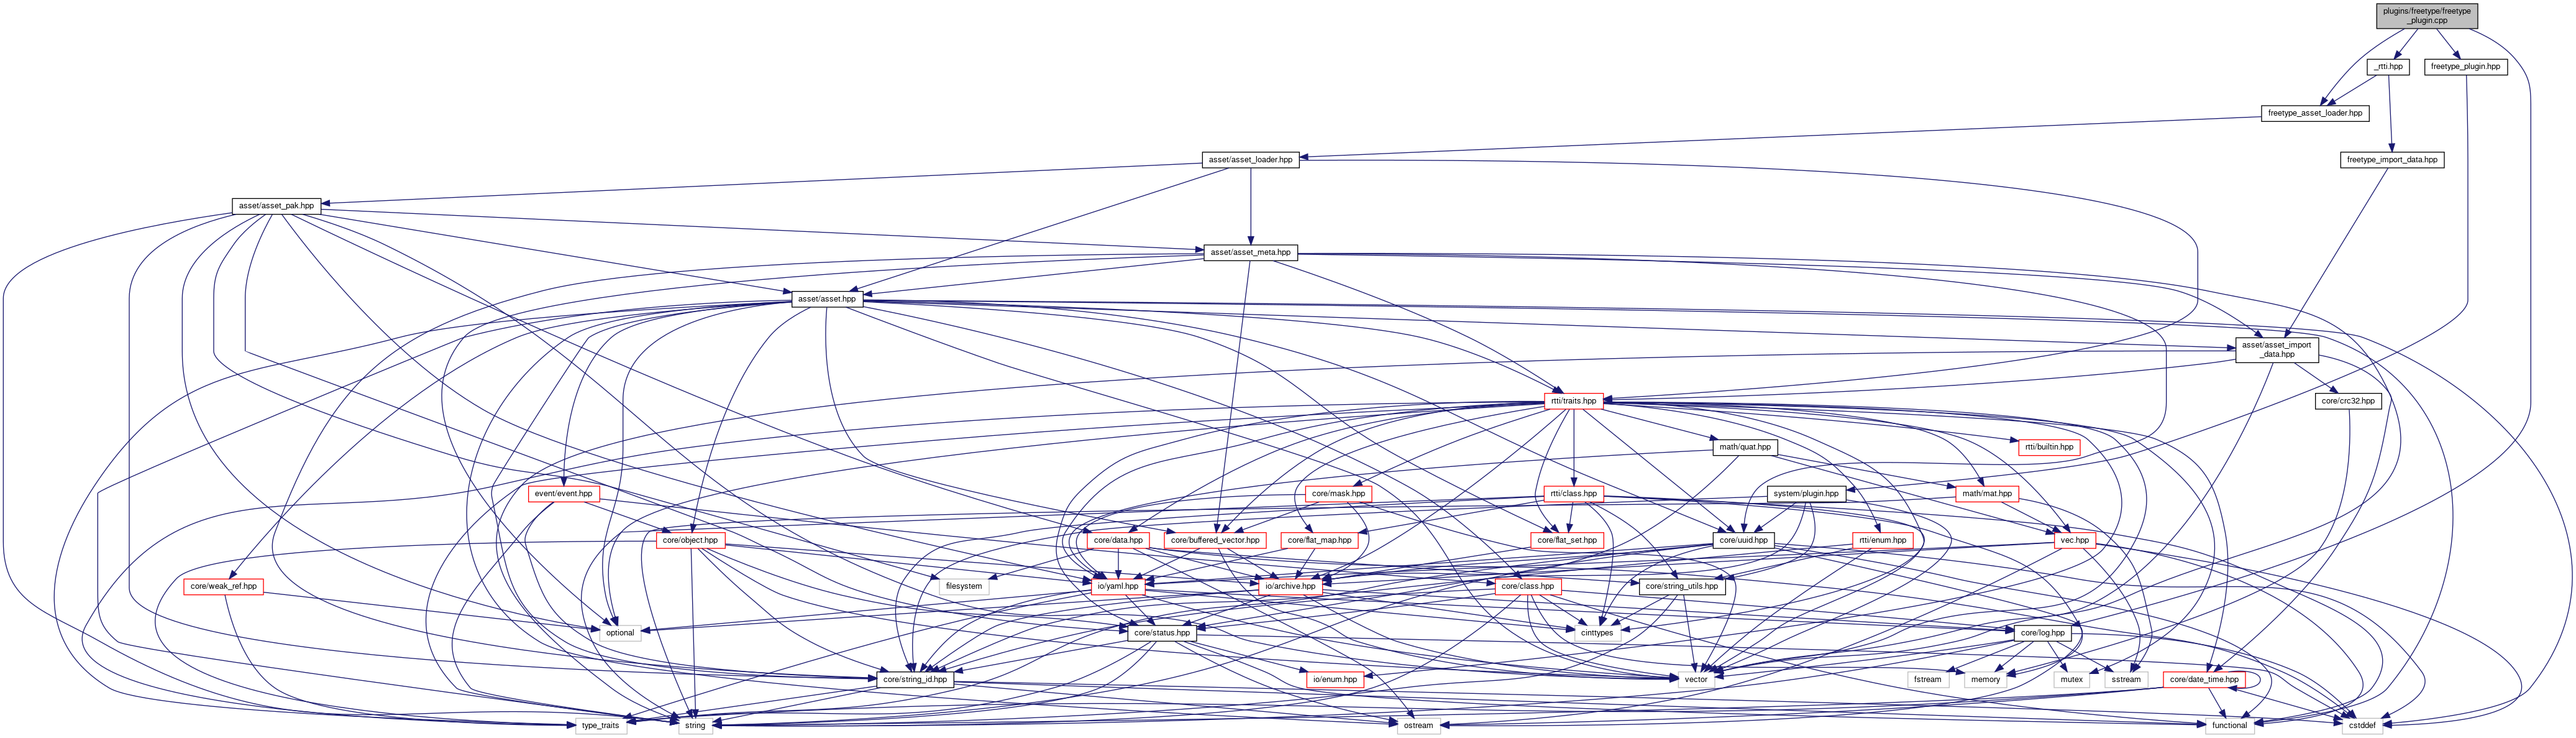 plugins/freetype/freetype
_plugin.cpp
_rtti.hpp
freetype_plugin.hpp
freetype_asset_loader.hpp
asset/asset_loader.hpp
freetype_import_data.hpp
asset/asset_pak.hpp
asset/asset_meta.hpp
asset/asset.hpp
asset/asset_import
_data.hpp
rtti/traits.hpp
core/crc32.hpp
math/quat.hpp
rtti/builtin.hpp
event/event.hpp
core/mask.hpp
rtti/class.hpp
system/plugin.hpp
math/mat.hpp
core/object.hpp
core/data.hpp
core/buffered_vector.hpp
core/flat_map.hpp
core/flat_set.hpp
core/uuid.hpp
rtti/enum.hpp
vec.hpp
core/weak_ref.hpp
filesystem
io/yaml.hpp
io/archive.hpp
core/class.hpp
core/string_utils.hpp
optional
core/status.hpp
cinttypes
core/log.hpp
core/string_id.hpp
io/enum.hpp
vector
fstream
memory
mutex
sstream
core/date_time.hpp
type_traits
string
ostream
functional
cstddef